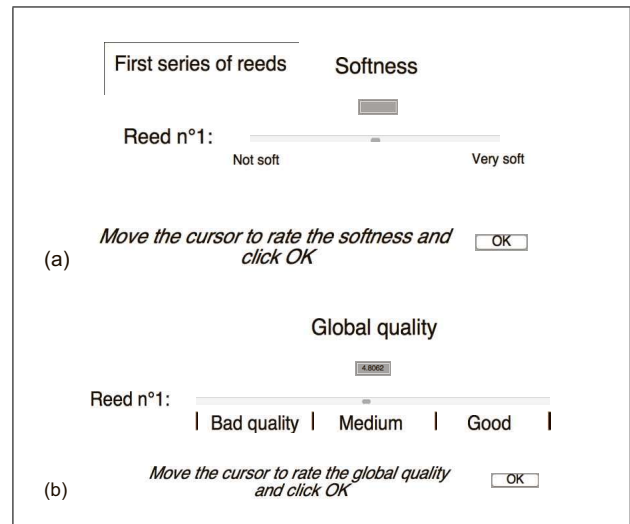 First series of reeds
Softness
Reed n°1:
Not soft
Very soft
(a)
Move the cursor to rate the softness and
click OK
OK
Global quality
4.8062
Reed n°1:
Bad quality
Medium
Good
(b)
Move the cursor to rate the global quality
and click OK
OK